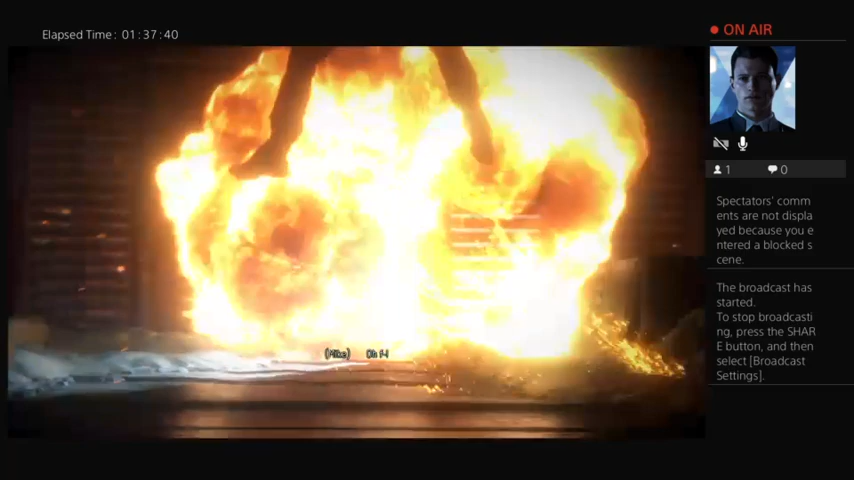 Elapsed Time: 01:37:40
ON AIR
1
0
Spectators' comm
ents are not displa
yed because you e
ntered a blocked s
cene.
The broadcast has
started.
To stop broadcasti
ng, press the SHAR
E button, and then
select [Broadcast
Settings].
(Mike) Oh f-!